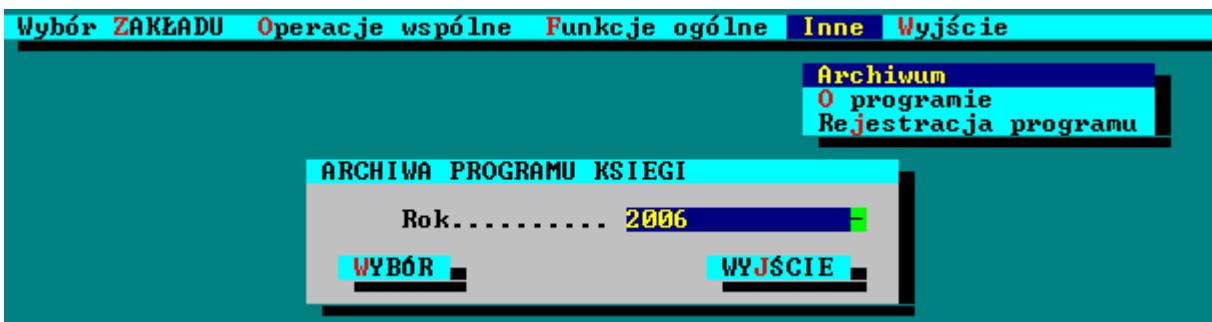 Wybór ZAKŁADU Operacje wspólne Funkcje ogólne Inne Wyjście
Archiwum
O programie
Rejestracja programu
ARCHIWA PROGRAMU KSIEGI
Rok.......... 2006
WYBÓR WYJŚCIE